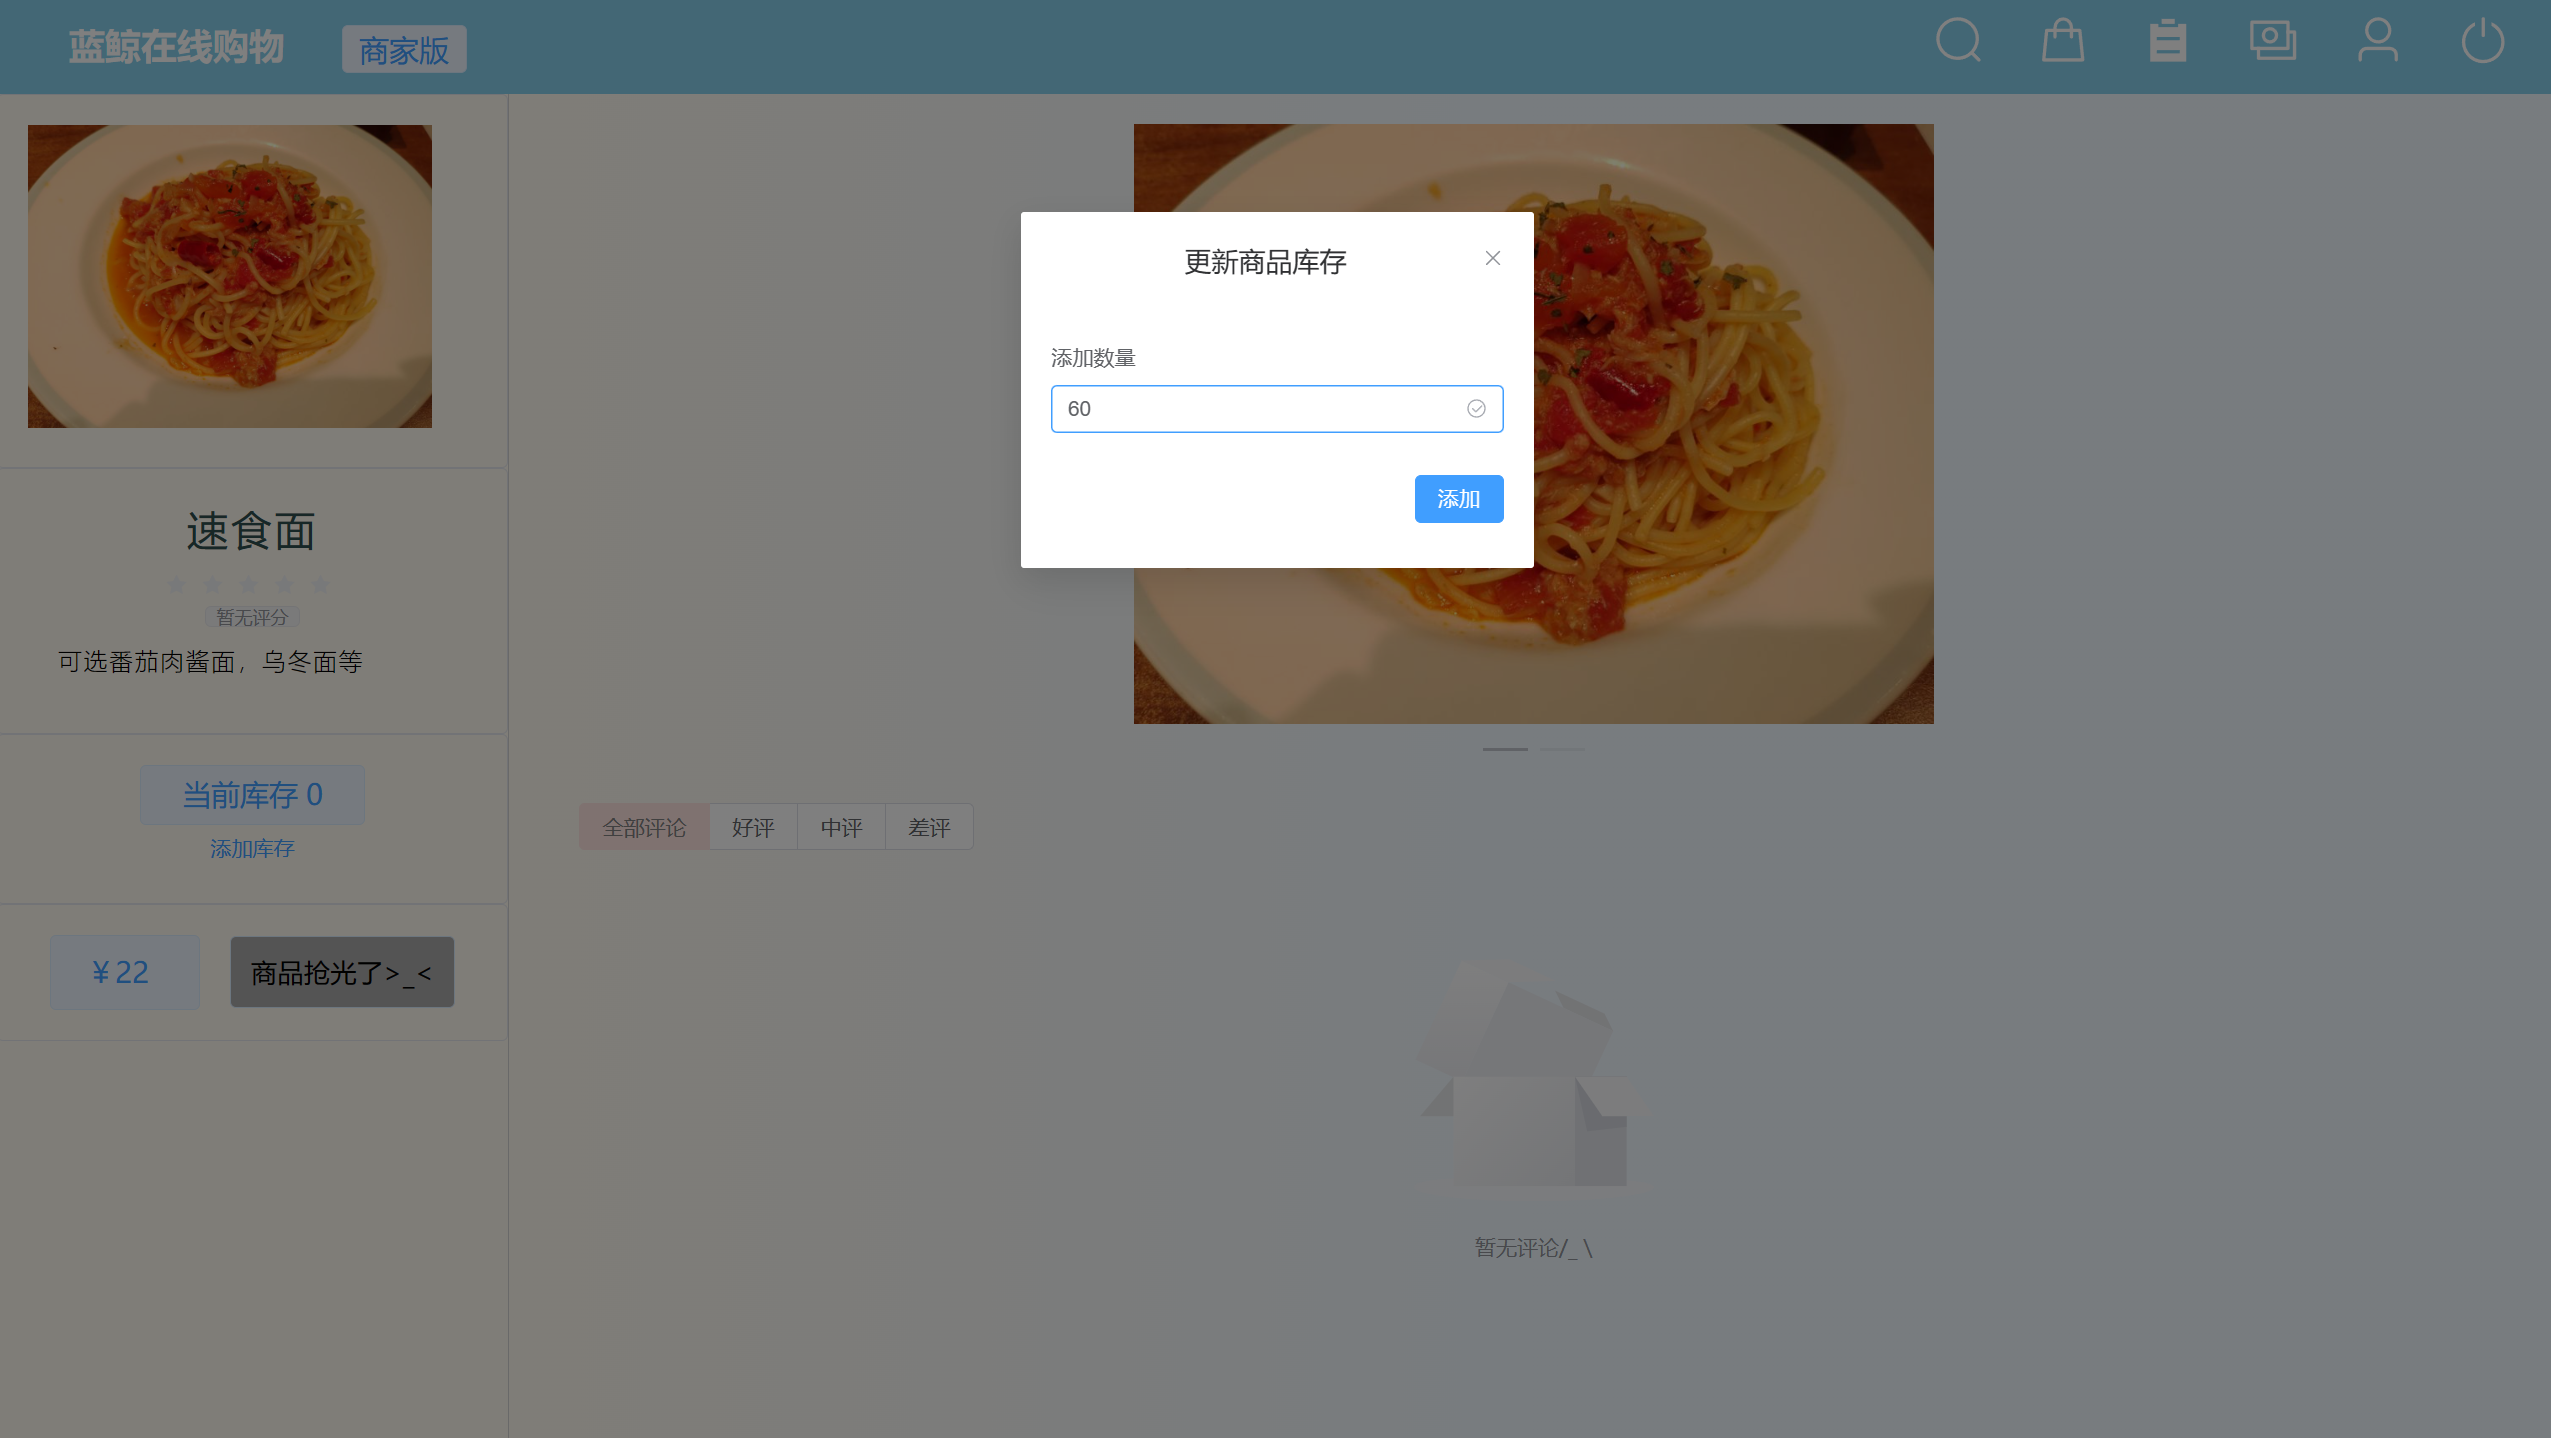 蓝鲸在线购物 商家版
更新商品库存
添加数量
60
添加
速食面
暂无评分
可选番茄肉酱面，乌冬面等
当前库存 0
添加库存
¥ 22 商品抢光了>_<
全部评论 好评 中评 差评
暂无评论/_ \